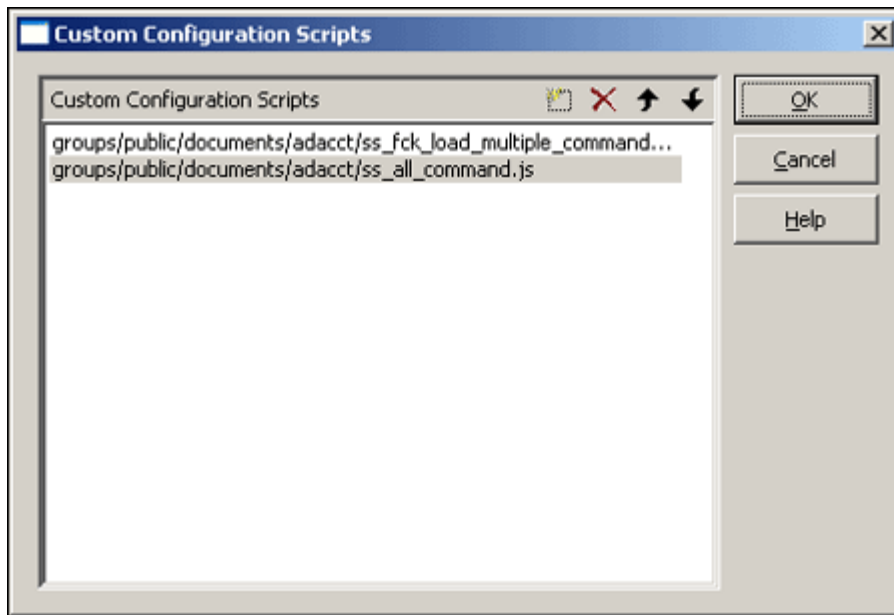 Custom Configuration Scripts
Custom Configuration Scripts
groups/public/documents/adacct/ss_fck_load_multiple_command...
groups/public/documents/adacct/ss_all_command.js
OK
Cancel
Help